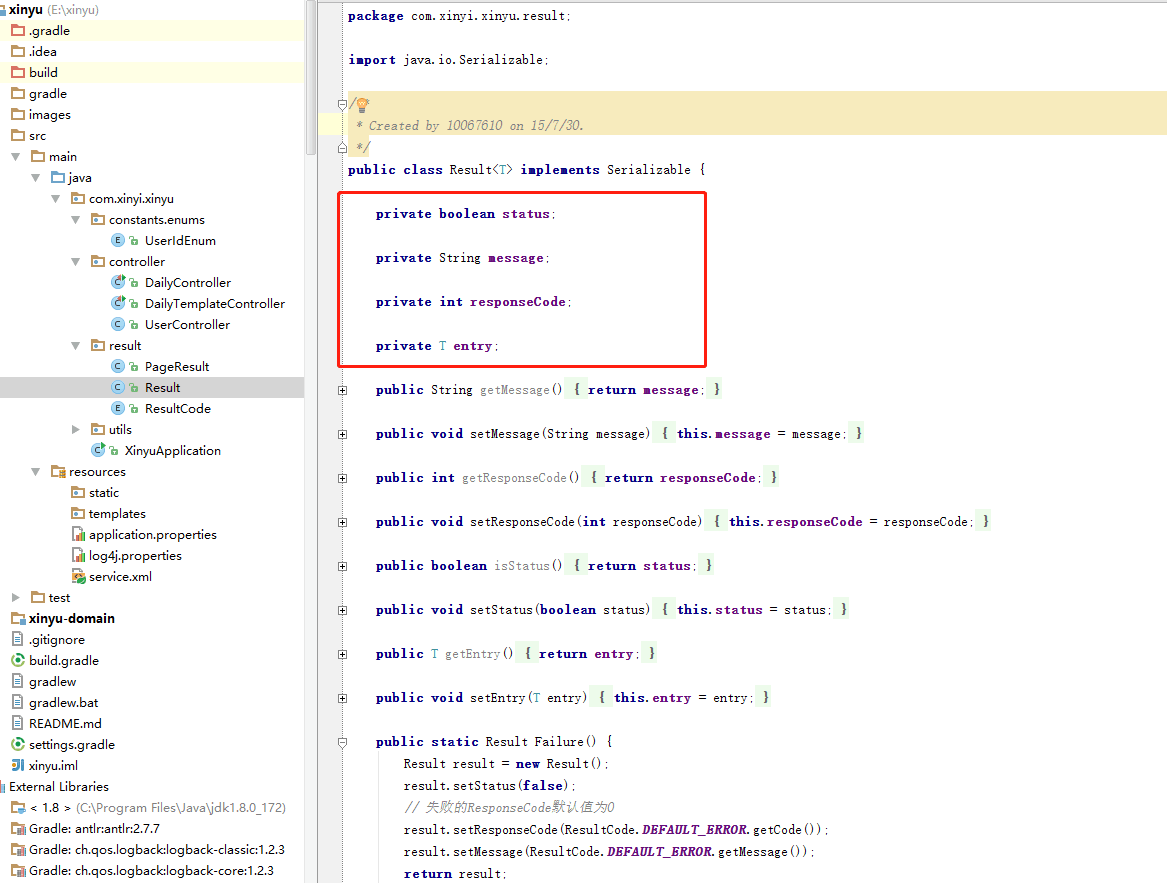 xinyu (E:\xinyu)
.gradle
.idea
build
gradle
images
src
main
java
com.xinyi.xinyu
constants.enums
UserIdEnum
controller
DailyController
DailyTemplateController
UserController
result
PageResult
Result
ResultCode
utils
XinyuApplication
resources
static
templates
application.properties
log4j.properties
service.xml
test
xinyu-domain
.gitignore
build.gradle
gradlew
gradlew.bat
README.md
settings.gradle
xinyu.iml
External Libraries
< 1.8 > (C:\Program Files\Java\jdk1.8.0_172)
Gradle: antlr:antlr:2.7.7
Gradle: ch.qos.logback:logback-classic:1.2.3
Gradle: ch.qos.logback:logback-core:1.2.3
package com.xinyi.xinyu.result;
import java.io.Serializable;
/*
* Created by 10067610 on 15/7/30.
*/
public class Result<T> implements Serializable {
private boolean status;
private String message;
private int responseCode;
private T entry;
public String getMessage() { return message; }
public void setMessage(String message) { this.message = message; }
public int getResponseCode() { return responseCode; }
public void setResponseCode(int responseCode) { this.responseCode = responseCode; }
public boolean isStatus() { return status; }
public void setStatus(boolean status) { this.status = status; }
public T getEntry() { return entry; }
public void setEntry(T entry) { this.entry = entry; }
public static Result Failure() {
Result result = new Result();
result.setStatus(false);
// 失败的ResponseCode默认值为0
result.setResponseCode(ResultCode.DEFAULT_ERROR.getCode());
result.setMessage(ResultCode.DEFAULT_ERROR.getMessage());
return result;